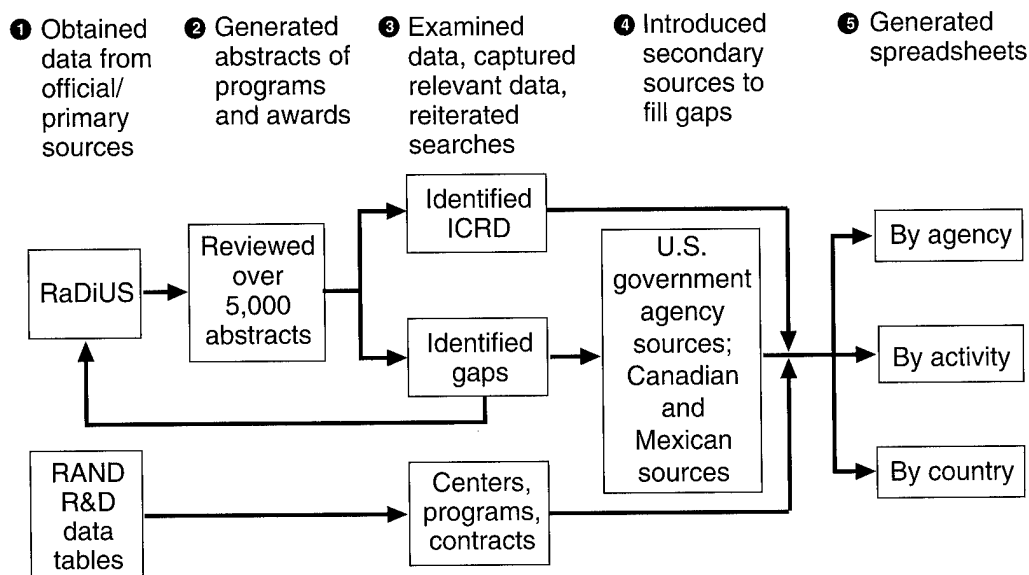 ❶ Obtained
data from
official/
primary
sources
❷ Generated
abstracts of
programs
and awards
❸ Examined
data, captured
relevant data,
reiterated
searches
❹ Introduced
secondary
sources to
fill gaps
❺ Generated
spreadsheets
RaDiUS
Reviewed
over
5,000
abstracts
Identified
ICRD
Identified
gaps
U.S.
government
agency
sources;
Canadian
and
Mexican
sources
By agency
By activity
By country
RAND
R&D
data
tables
Centers,
programs,
contracts